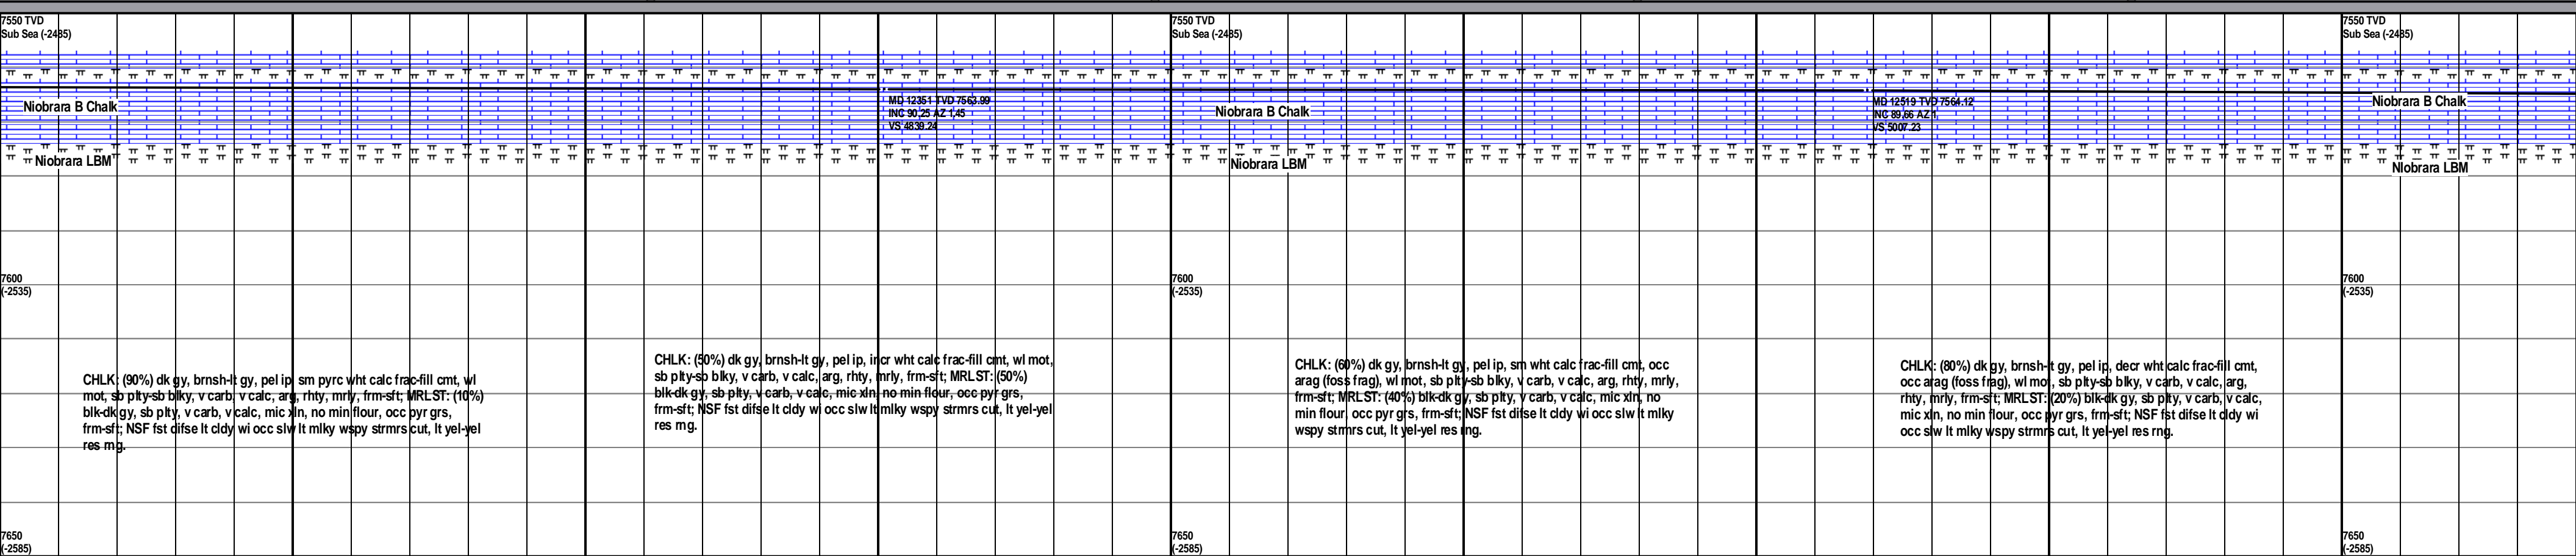 7550 TVD
Sub Sea (-2485)
7550 TVD
Sub Sea (-2485)
7550 TVD
Sub Sea (-2485)
Niobrara B Chalk
MD 12351 TVD 7563.99
INC 90.25 AZ 1.45
VS 4839.24
Niobrara B Chalk
MD 12519 TVD 7564.12
INC 89.66 AZ 1
VS 5007.23
Niobrara B Chalk
Niobrara LBM
Niobrara LBM
Niobrara LBM
7600
(-2535)
7600
(-2535)
7600
(-2535)
CHLK: (90%) dk gy, brnsh-lt gy, pel ip, sm pyrc wht calc frac-fill cmt, wl
mot, sb plty-sb blky, v carb, v calc, arg, rhty, mrly, frm-sft; MRLST: (10%)
blk-dk gy, sb plty, v carb, v calc, mic xln, no min flour, occ pyr grs,
frm-sft; NSF fst difse lt cldy wi occ slw lt mlky wspy strmrs cut, lt yel-yel
res rng.
CHLK: (50%) dk gy, brnsh-lt gy, pel ip, incr wht calc frac-fill cmt, wl mot,
sb plty-sb blky, v carb, v calc, arg, rhty, mrly, frm-sft; MRLST: (50%)
blk-dk gy, sb plty, v carb, v calc, mic xln, no min flour, occ pyr grs,
frm-sft; NSF fst difse lt cldy wi occ slw lt mlky wspy strmrs cut, lt yel-yel
res rng.
CHLK: (60%) dk gy, brnsh-lt gy, pel ip, sm wht calc frac-fill cmt, occ
arag (foss frag), wl mot, sb plty-sb blky, v carb, v calc, arg, rhty, mrly,
frm-sft; MRLST: (40%) blk-dk gy, sb plty, v carb, v calc, mic xln, no
min flour, occ pyr grs, frm-sft; NSF fst difse lt cldy wi occ slw lt mlky
wspy strmrs cut, lt yel-yel res rng.
CHLK: (80%) dk gy, brnsh-lt gy, pel ip, decr wht calc frac-fill cmt,
occ arag (foss frag), wl mot, sb plty-sb blky, v carb, v calc, arg,
rhty, mrly, frm-sft; MRLST: (20%) blk-dk gy, sb plty, v carb, v calc,
mic xln, no min flour, occ pyr grs, frm-sft; NSF fst difse lt cldy wi
occ slw lt mlky wspy strmrs cut, lt yel-yel res rng.
7650
(-2585)
7650
(-2585)
7650
(-2585)